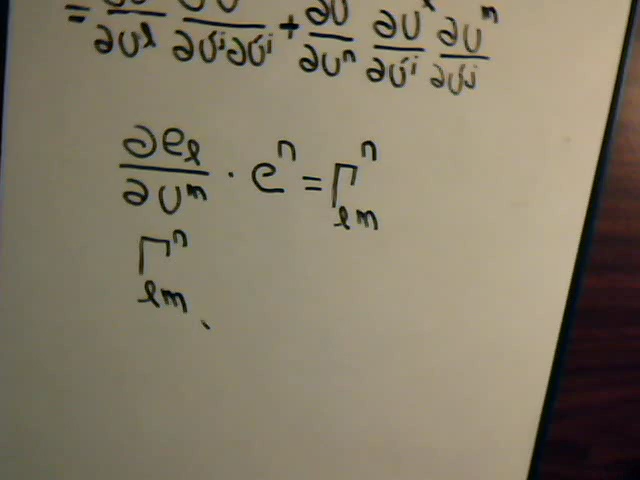 = ∂U^ℓ ∂Ú^i∂Ú^i + ∂U/∂U^n ∂U/∂Ú^i ∂U^m/∂Ú^j
∂e_ℓ/∂U^m · e^n = Γ^n_ℓm
Γ^n_ℓm.